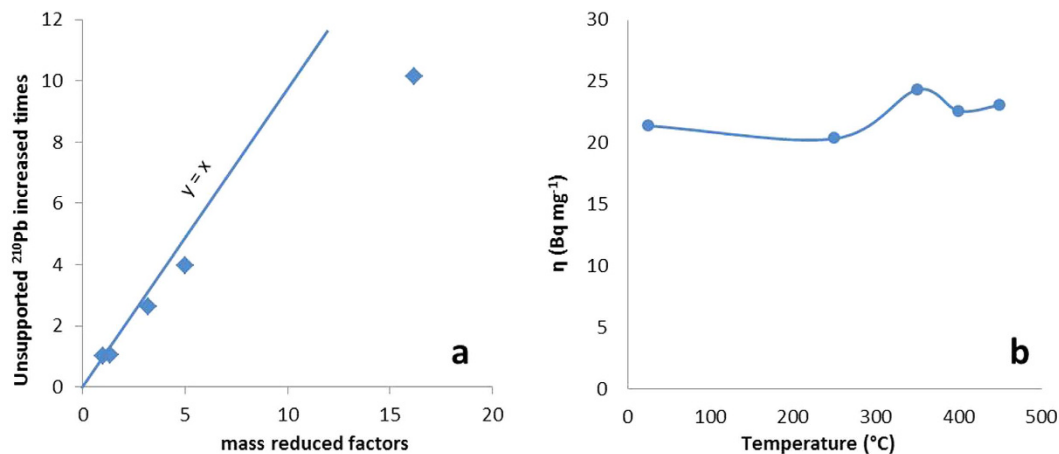 12
10
8
6
4
2
0
Unsupported ²¹⁰Pb increased times
y = x
a
0 5 10 15 20
mass reduced factors
30
25
20
15
10
5
0
η (Bq mg⁻¹)
b
0 100 200 300 400 500
Temperature (°C)